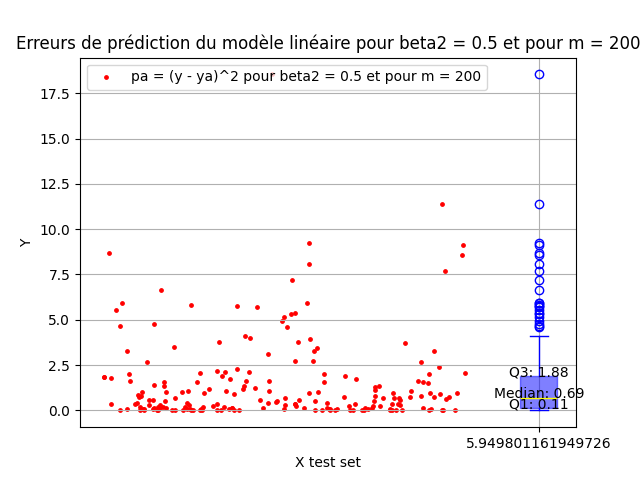 Erreurs de prédiction du modèle linéaire pour beta2 = 0.5 et pour m = 200
pa = (y - ya)^2 pour beta2 = 0.5 et pour m = 200
17.5
15.0
12.5
10.0
7.5
5.0
2.5
0.0
Y
Q3: 1.88
Median: 0.69
Q1: 0.11
5.949801161949726
X test set